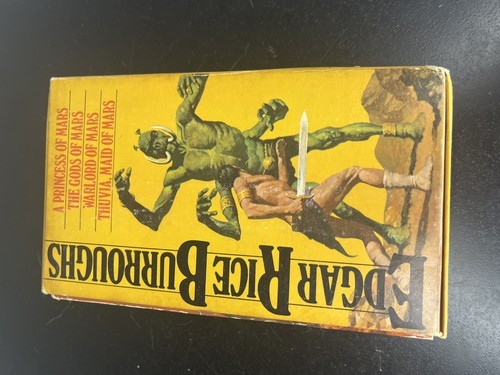 A PRINCESS OF MARS
THE GODS OF MARS
WARLORD OF MARS
THUVIA, MAID OF MARS
EDGAR RICE BURROUGHS